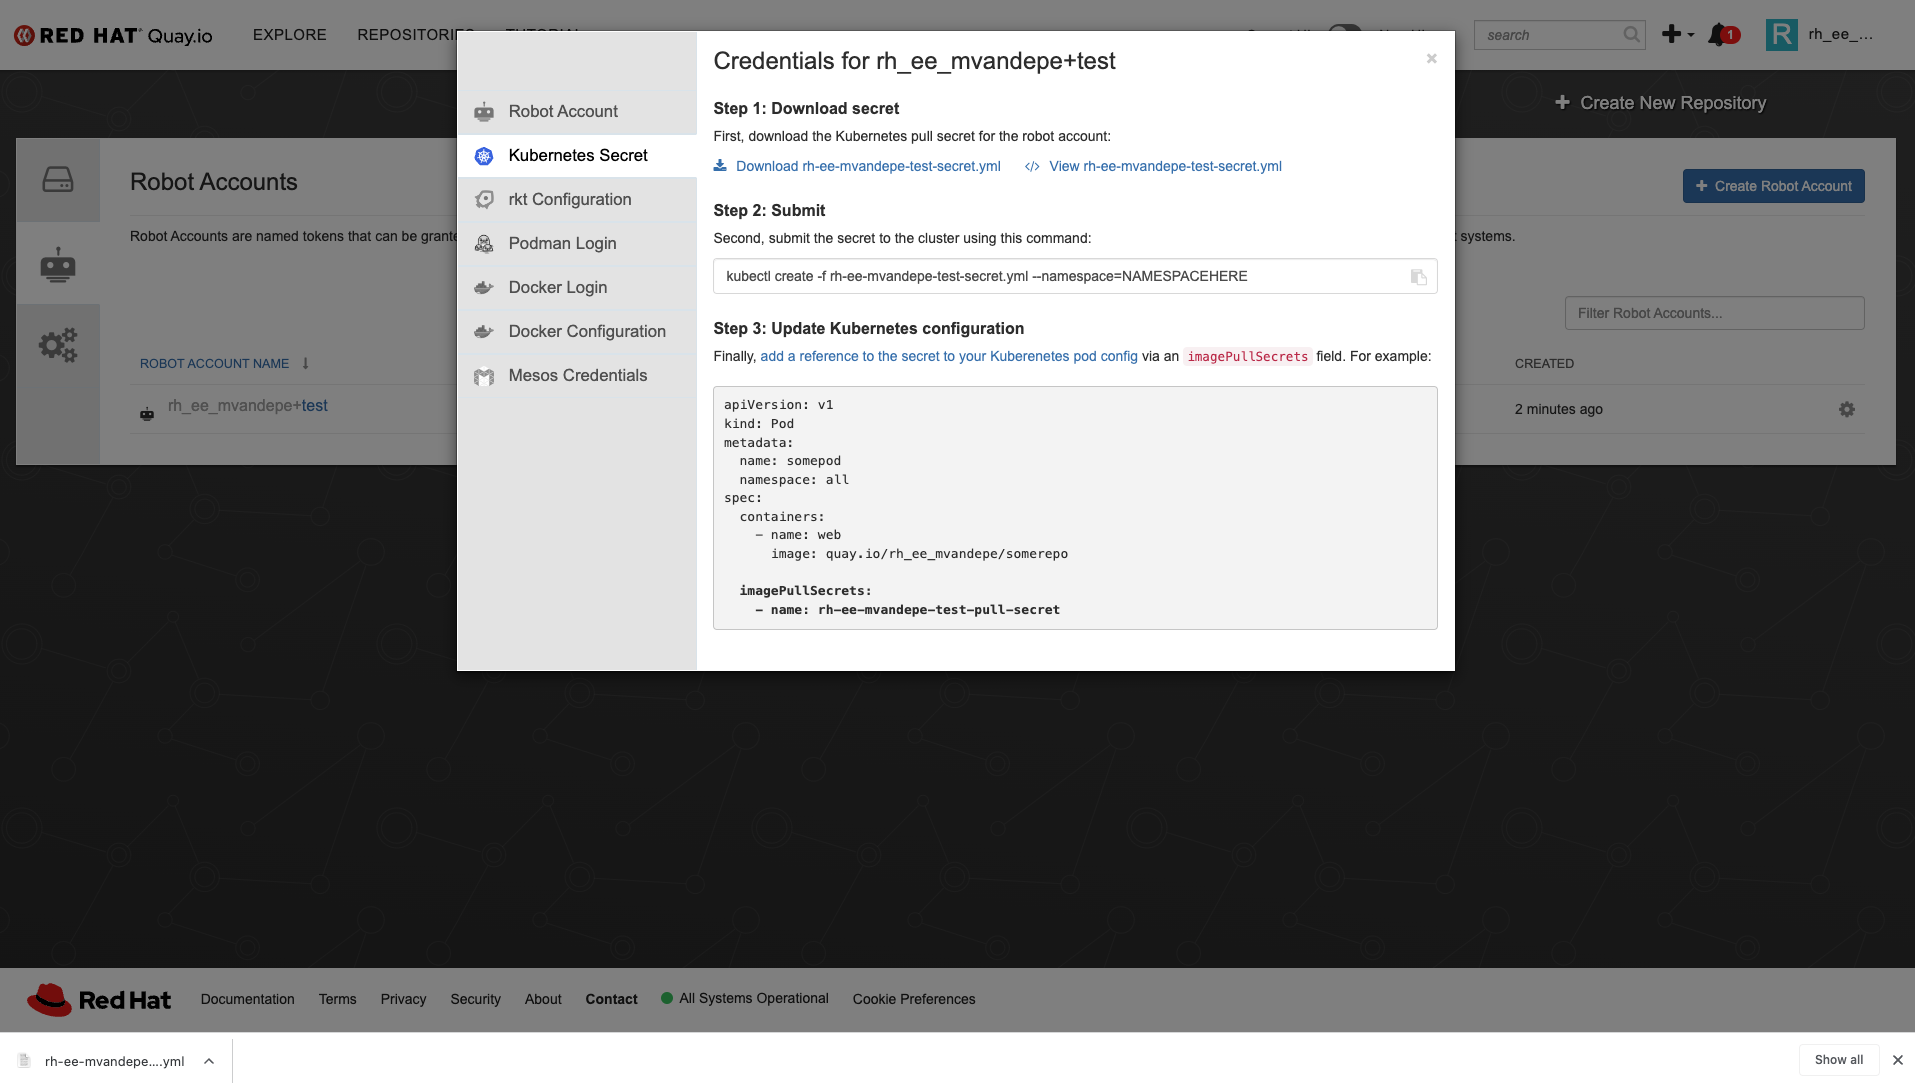 RED HAT Quay.io
EXPLORE
REPOSITORIES
TUTORIAL
search
1
R
rh_ee_...
Create New Repository
Credentials for rh_ee_mvandepe+test
×
Robot Account
Kubernetes Secret
rkt Configuration
Podman Login
Docker Login
Docker Configuration
Mesos Credentials
Step 1: Download secret
First, download the Kubernetes pull secret for the robot account:
Download rh-ee-mvandepe-test-secret.yml
</> View rh-ee-mvandepe-test-secret.yml
Step 2: Submit
Second, submit the secret to the cluster using this command:
kubectl create -f rh-ee-mvandepe-test-secret.yml --namespace=NAMESPACEHERE
Step 3: Update Kubernetes configuration
Finally, add a reference to the secret to your Kuberenetes pod config via an imagePullSecrets field. For example:
apiVersion: v1
kind: Pod
metadata:
  name: somepod
  namespace: all
spec:
  containers:
    - name: web
      image: quay.io/rh_ee_mvandepe/somerepo
  imagePullSecrets:
    - name: rh-ee-mvandepe-test-pull-secret
Robot Accounts
Create Robot Account
Robot Accounts are named tokens that can be grante
systems.
Filter Robot Accounts...
ROBOT ACCOUNT NAME
CREATED
rh_ee_mvandepe+test
2 minutes ago
Red Hat
Documentation
Terms
Privacy
Security
About
Contact
All Systems Operational
Cookie Preferences
rh-ee-mvandepe....yml
Show all